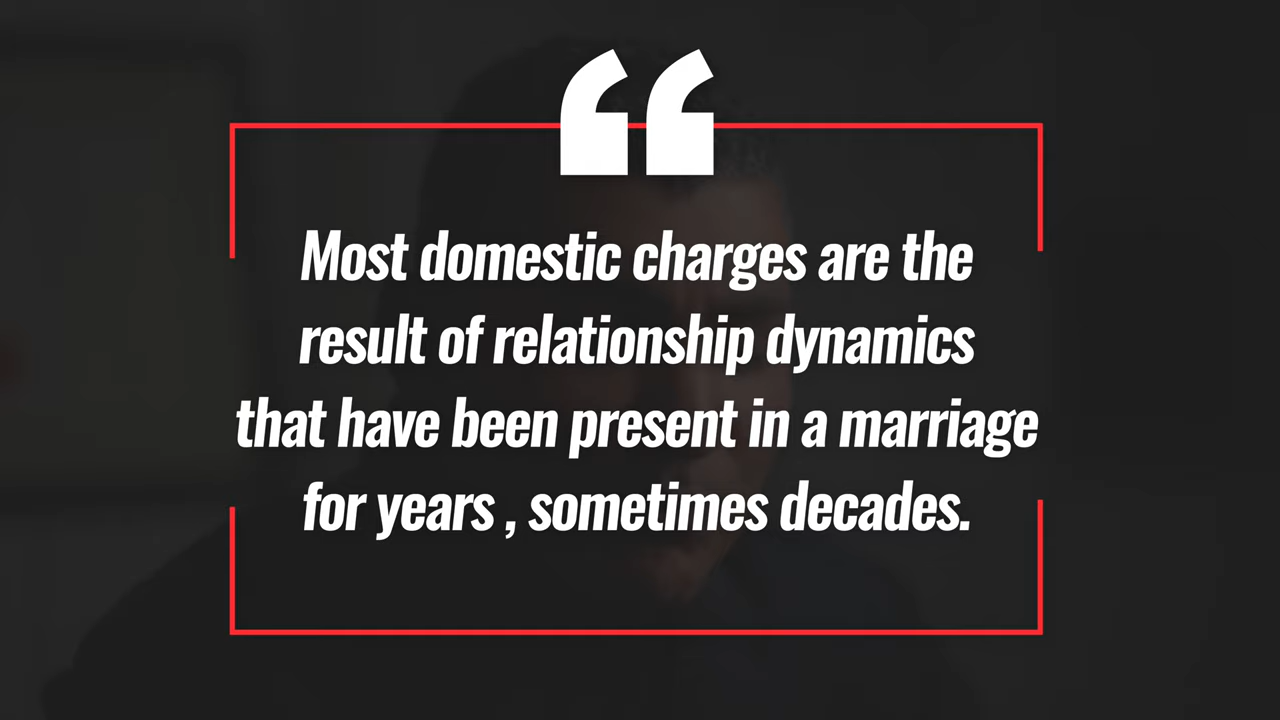 “
Most domestic charges are the
result of relationship dynamics
that have been present in a marriage
for years , sometimes decades.